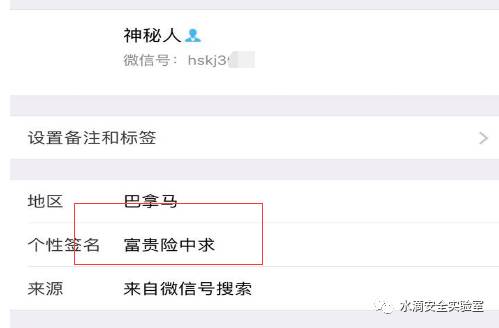 神秘人
微信号： hskj3
设置备注和标签
地区 巴拿马
个性签名 富贵险中求
来源 来自微信号搜索
水滴安全实验室